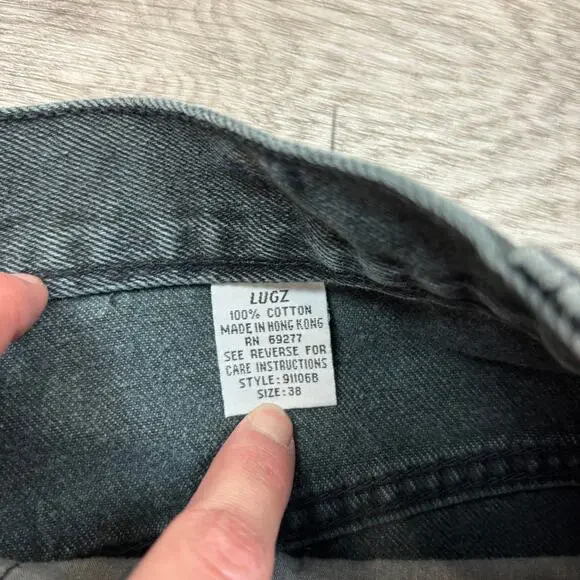 LUGZ
100% COTTON
MADE IN HONG KONG
RN 69277
SEE REVERSE FOR
CARE INSTRUCTIONS
STYLE:91106B
SIZE:38